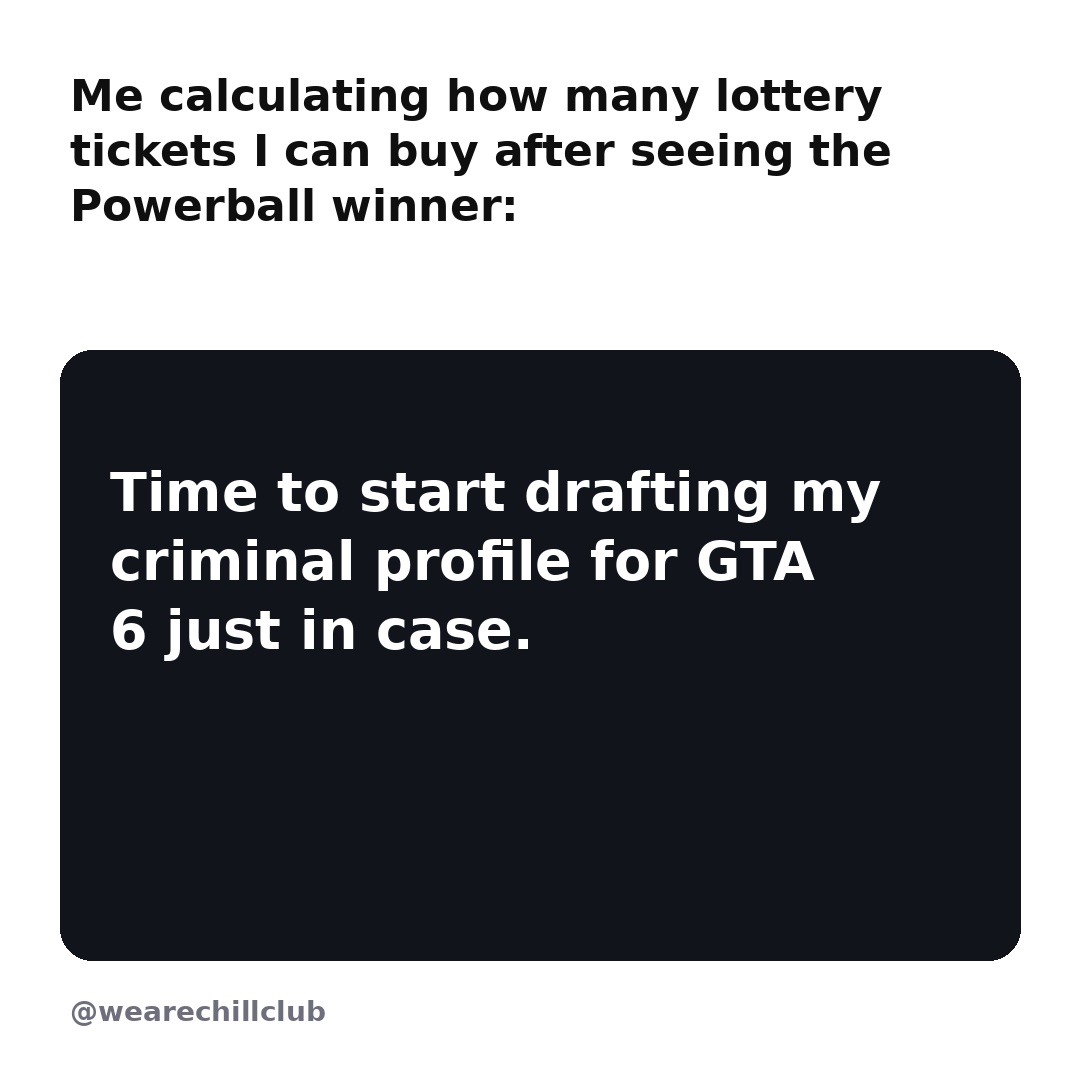 Me calculating how many lottery
tickets I can buy after seeing the
Powerball winner:
Time to start drafting my
criminal profile for GTA
6 just in case.
@wearechillclub